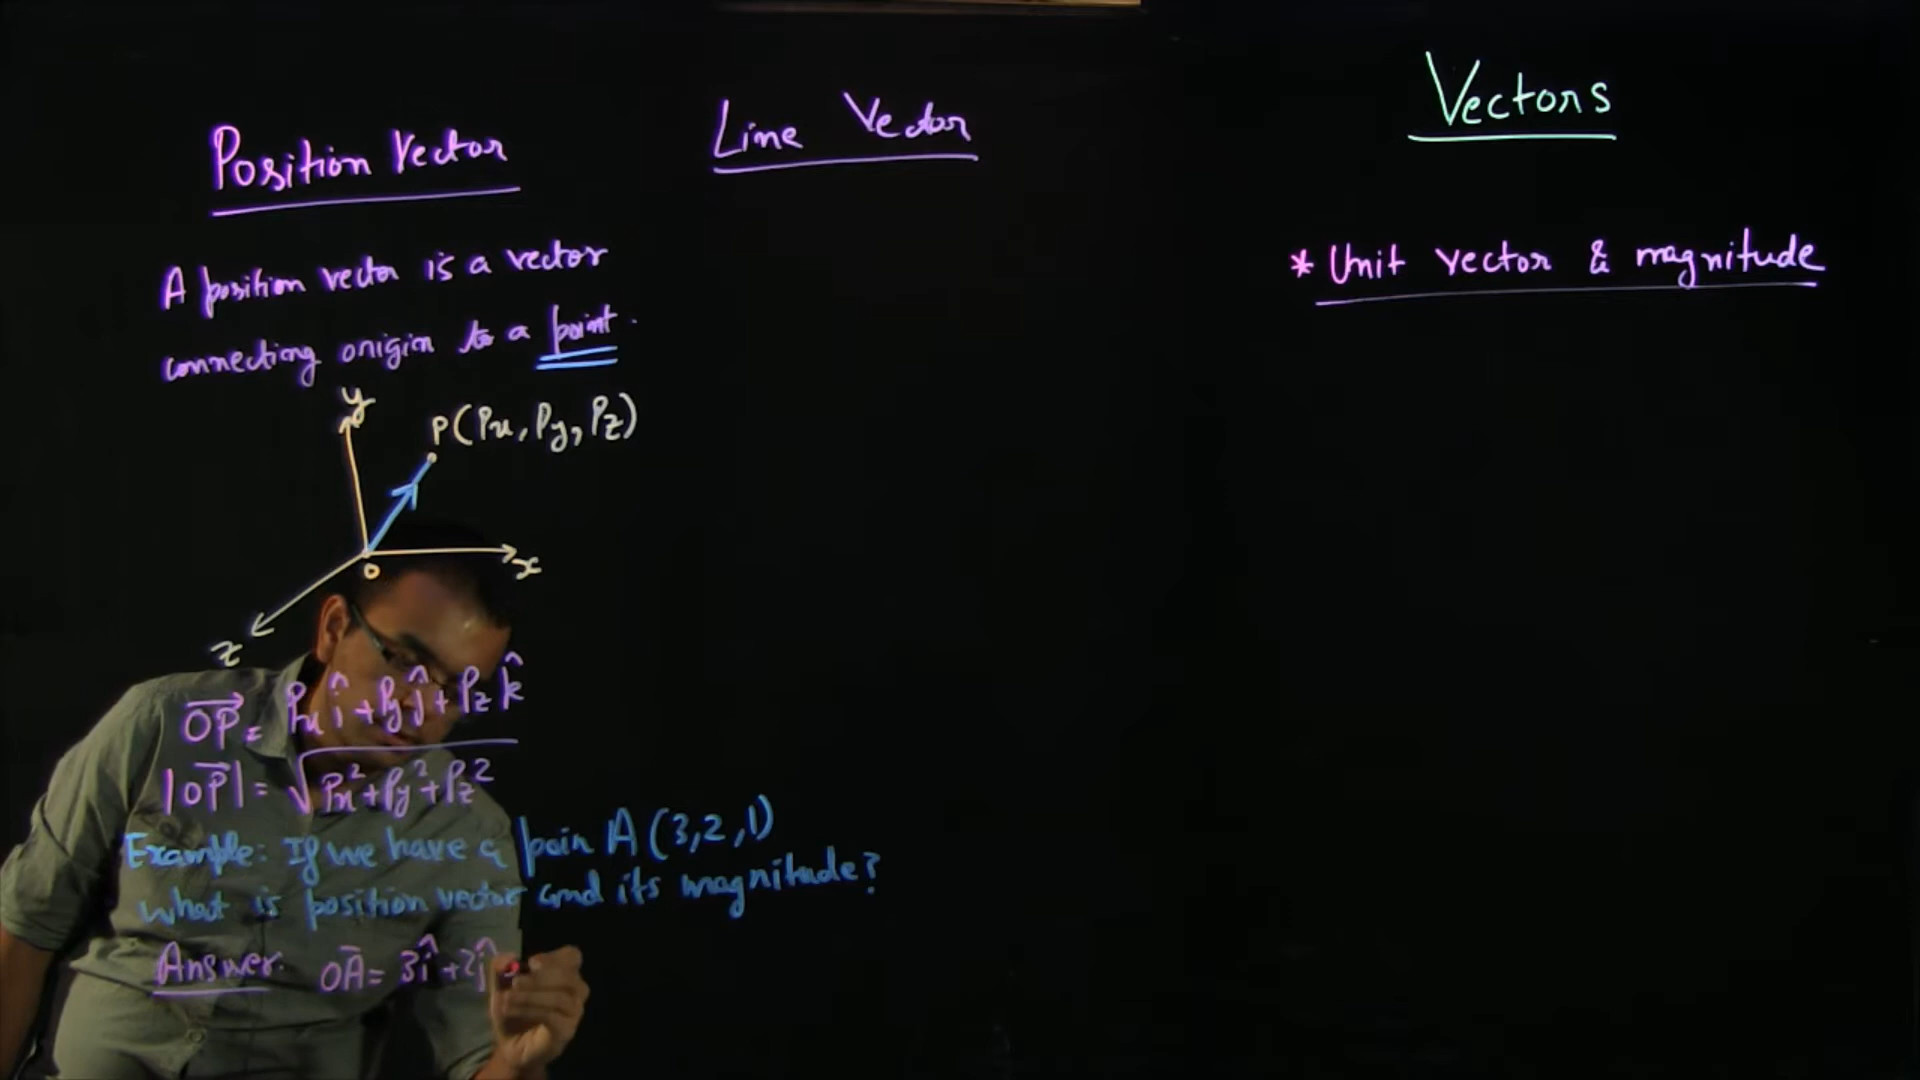 Position Vector
A position vector is a vector
connecting origin to a point.
y
P(Px, Py, Pz)
x
o
z
OP⃗ = Px î + Py ĵ + Pz k̂
|OP⃗| = √(Px² + Py² + Pz²)
Example: If we have a poin A (3,2,1)
what is position vector and its magnitude?
Answer. OĀ = 3î + 2ĵ
Line Vector
Vectors
* Unit vector & magnitude